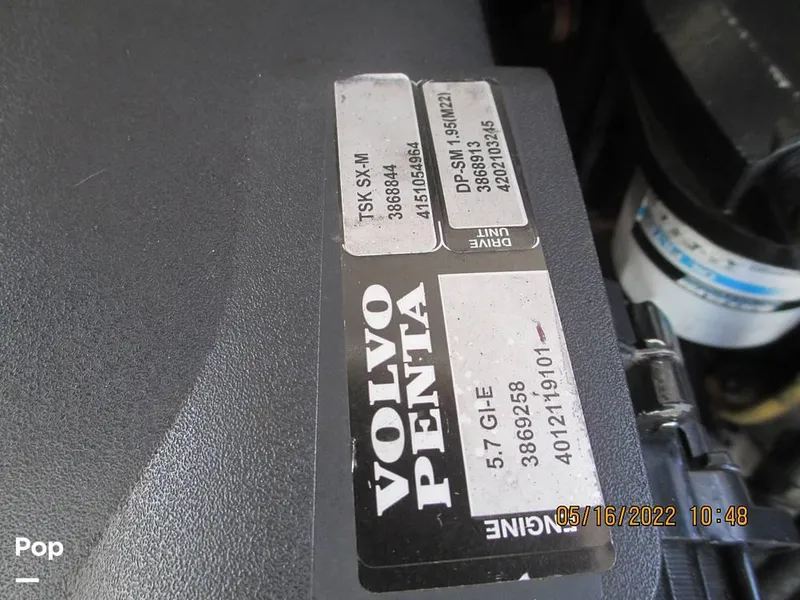 VOLVO
PENTA
TSK SX-M
3868844
4151054964
DRIVE
UNIT
DP-SM 1.95(M22)
3868913
4202103245
ENGINE
5.7 GI-E
3869258
4012119101
05/16/2022 10:48
Pop